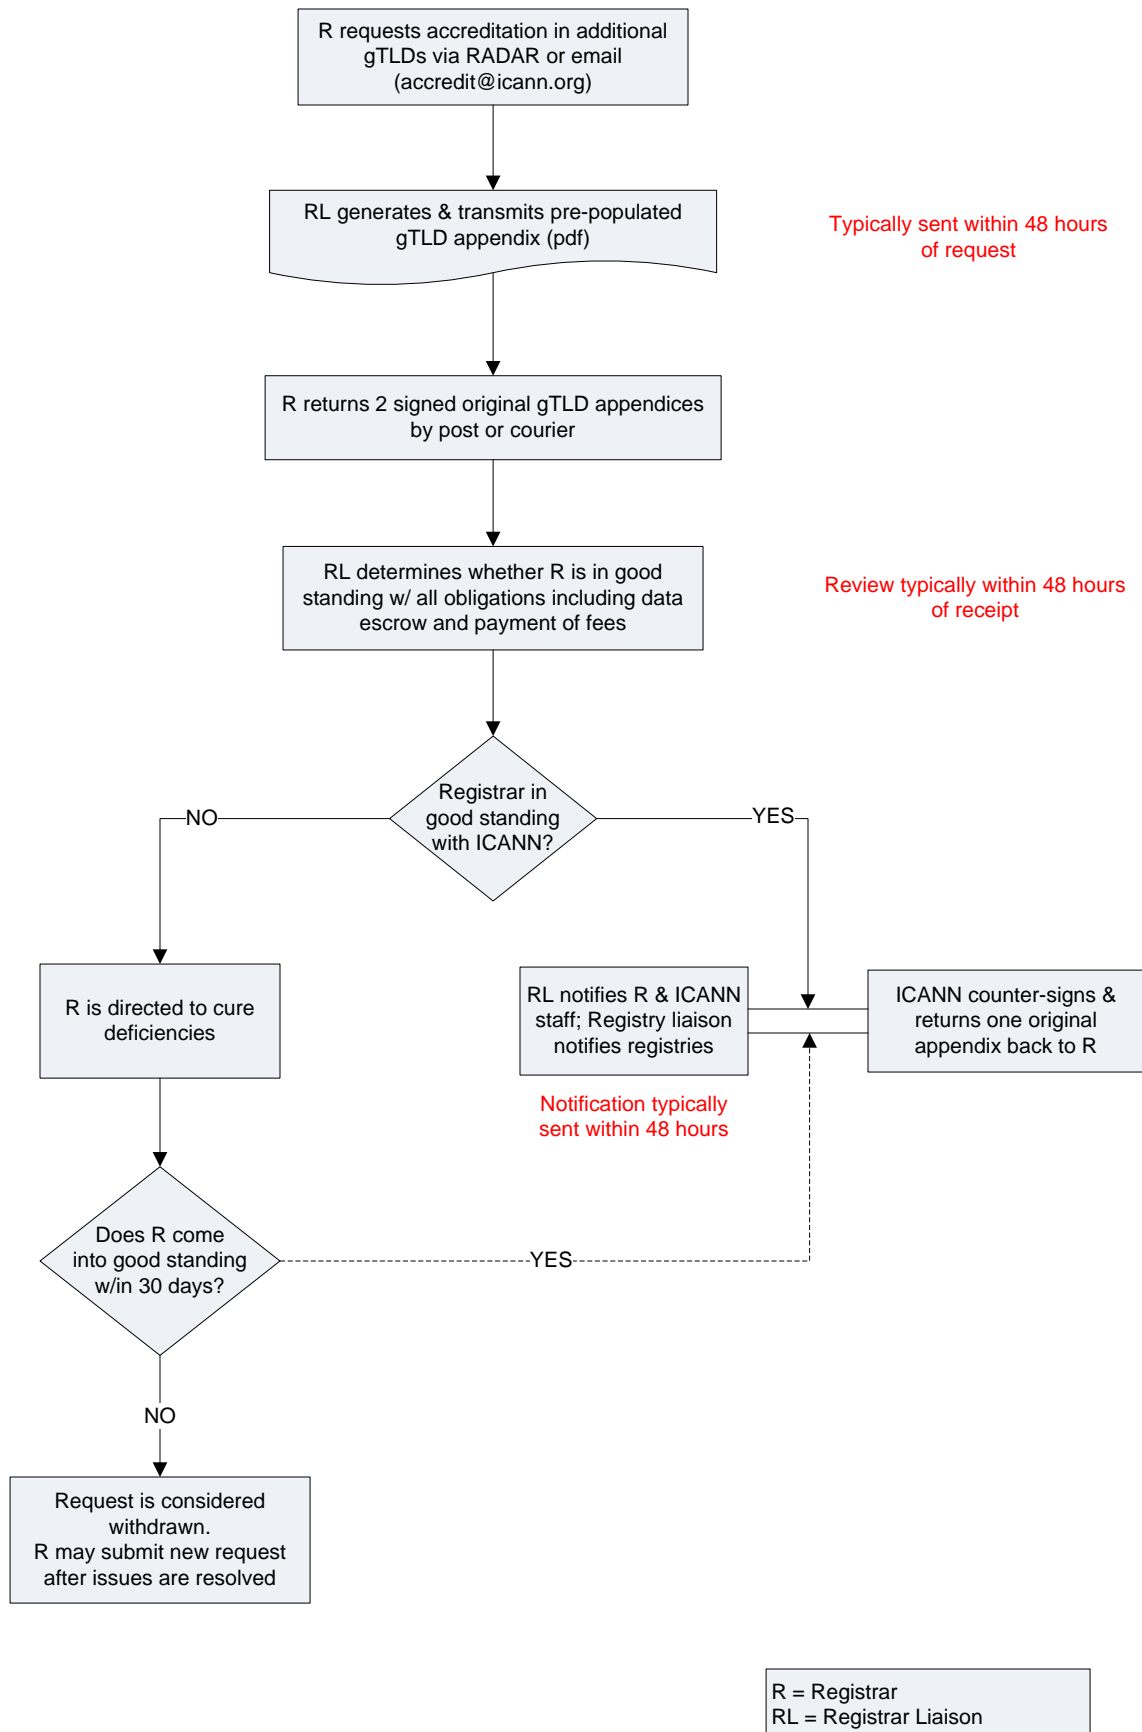 R requests accreditation in additional
gTLDs via RADAR or email
(accredit@icann.org)
RL generates & transmits pre-populated
gTLD appendix (pdf)
Typically sent within 48 hours
of request
R returns 2 signed original gTLD appendices
by post or courier
RL determines whether R is in good
standing w/ all obligations including data
escrow and payment of fees
Review typically within 48 hours
of receipt
Registrar in
good standing
with ICANN?
NO
YES
R is directed to cure
deficiencies
RL notifies R & ICANN
staff; Registry liaison
notifies registries
ICANN counter-signs &
returns one original
appendix back to R
Notification typically
sent within 48 hours
Does R come
into good standing
w/in 30 days?
YES
NO
Request is considered
withdrawn.
R may submit new request
after issues are resolved
R = Registrar
RL = Registrar Liaison